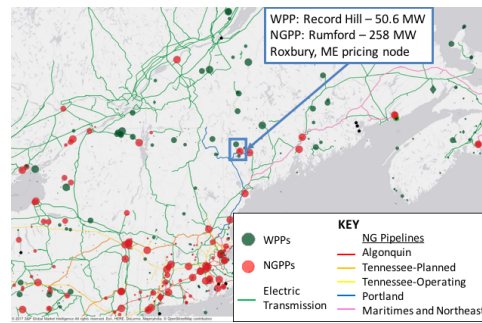 WPP: Record Hill – 50.6 MW
NGPP: Rumford – 258 MW
Roxbury, ME pricing node
KEY
WPPs
NGPPs
Electric
Transmission
NG Pipelines
Algonquin
Tennessee-Planned
Tennessee-Operating
Portland
Maritimes and Northeast